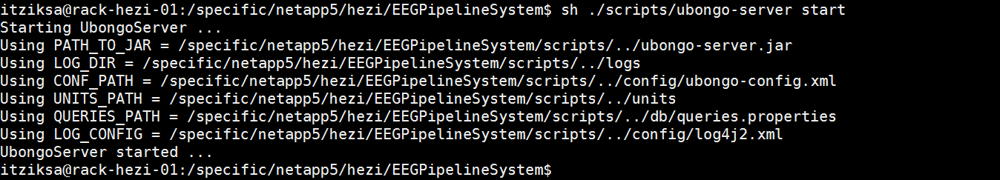 itziksa@rack-hezi-01:/specific/netapp5/hezi/EEGPipelineSystem$ sh ./scripts/ubongo-server start
Starting UbongoServer ...
Using PATH_TO_JAR = /specific/netapp5/hezi/EEGPipelineSystem/scripts/../ubongo-server.jar
Using LOG_DIR = /specific/netapp5/hezi/EEGPipelineSystem/scripts/../logs
Using CONF_PATH = /specific/netapp5/hezi/EEGPipelineSystem/scripts/../config/ubongo-config.xml
Using UNITS_PATH = /specific/netapp5/hezi/EEGPipelineSystem/scripts/../units
Using QUERIES_PATH = /specific/netapp5/hezi/EEGPipelineSystem/scripts/../db/queries.properties
Using LOG_CONFIG = /specific/netapp5/hezi/EEGPipelineSystem/scripts/../config/log4j2.xml
UbongoServer started ...
itziksa@rack-hezi-01:/specific/netapp5/hezi/EEGPipelineSystem$